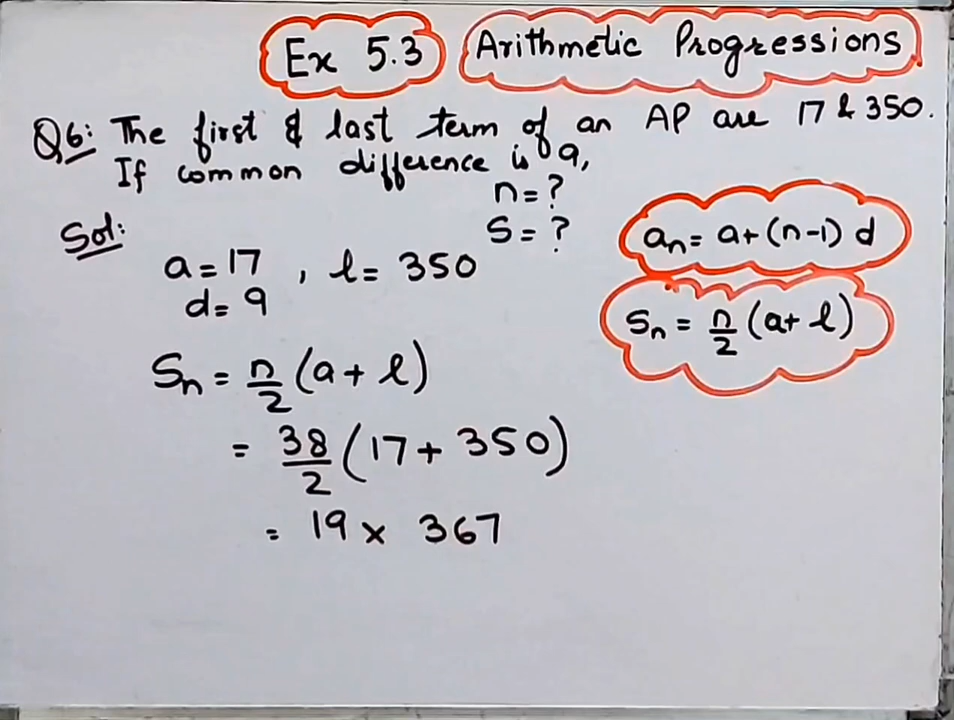 Ex 5.3 Arithmetic Progressions
Q6: The first & last term of an AP are 17 & 350.
If common difference is 9,
n = ?
S = ?
Sol:
a = 17 , l = 350
d = 9
aₙ = a + (n-1) d
Sₙ = n/2 (a + l)
Sₙ = n/2 (a + l)
= 38/2 (17 + 350)
= 19 × 367